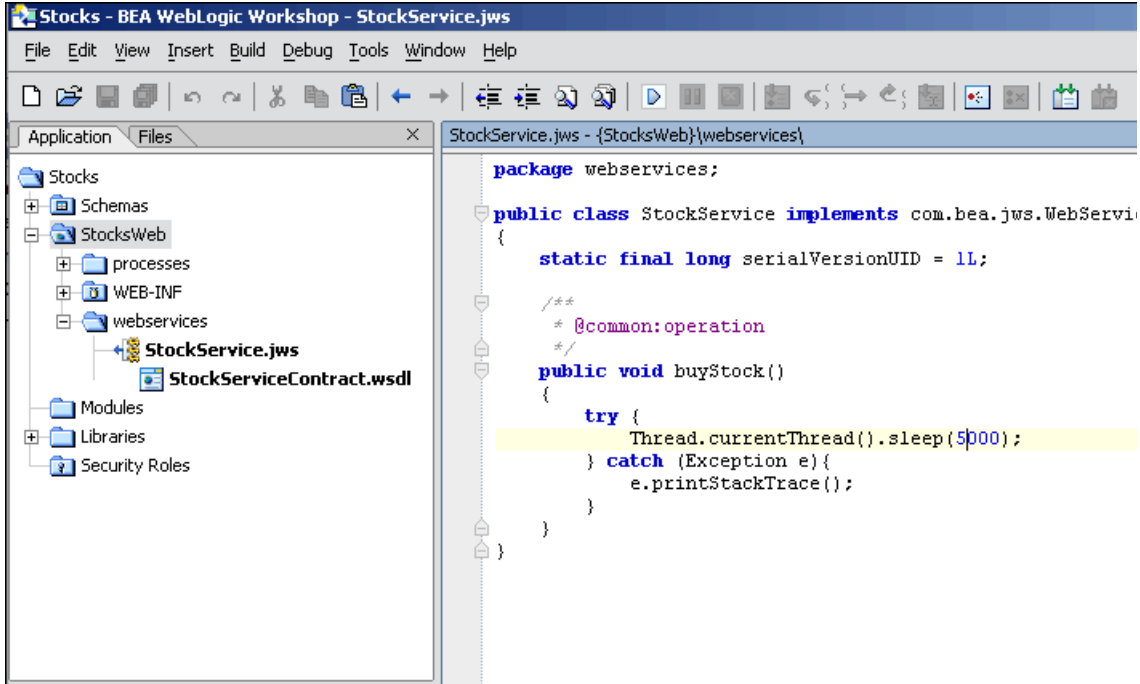 Stocks - BEA WebLogic Workshop - StockService.jws
File Edit View Insert Build Debug Tools Window Help
Application Files
StockService.jws - {StocksWeb}\webservices\
Stocks
Schemas
StocksWeb
processes
WEB-INF
webservices
StockService.jws
StockServiceContract.wsdl
Modules
Libraries
Security Roles
package webservices;
public class StockService implements com.bea.jws.WebServi
{
static final long serialVersionUID = 1L;
/**
* @common:operation
*/
public void buyStock()
{
try {
Thread.currentThread().sleep(5000);
} catch (Exception e){
e.printStackTrace();
}
}
}